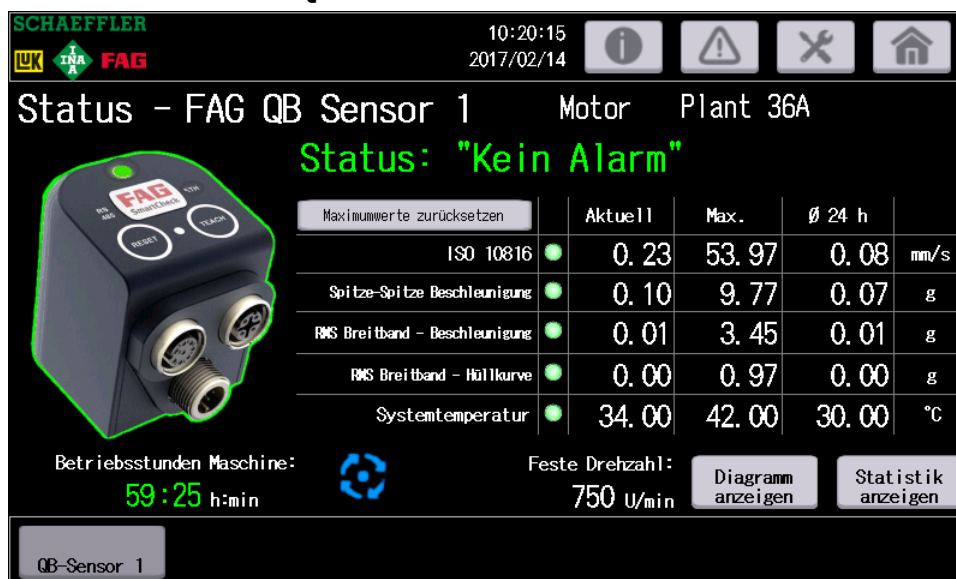 SCHAEFFLER
LUK INA FAG
10:20:15
2017/02/14
Status - FAG QB Sensor 1 Motor Plant 36A
Status: "Kein Alarm"
FAG
SmartCheck
RS 485
ETH
RESET
TEACH
Maximumwerte zurücksetzen Aktuell Max. Ø 24 h
ISO 10816 0.23 53.97 0.08 mm/s
Spitze-Spitze Beschleunigung 0.10 9.77 0.07 g
RMS Breitband - Beschleunigung 0.01 3.45 0.01 g
RMS Breitband - Hüllkurve 0.00 0.97 0.00 g
Systemtemperatur 34.00 42.00 30.00 °C
Betriebsstunden Maschine:
59:25 h:min
Feste Drehzahl:
750 U/min
Diagramm
anzeigen
Statistik
anzeigen
QB-Sensor 1